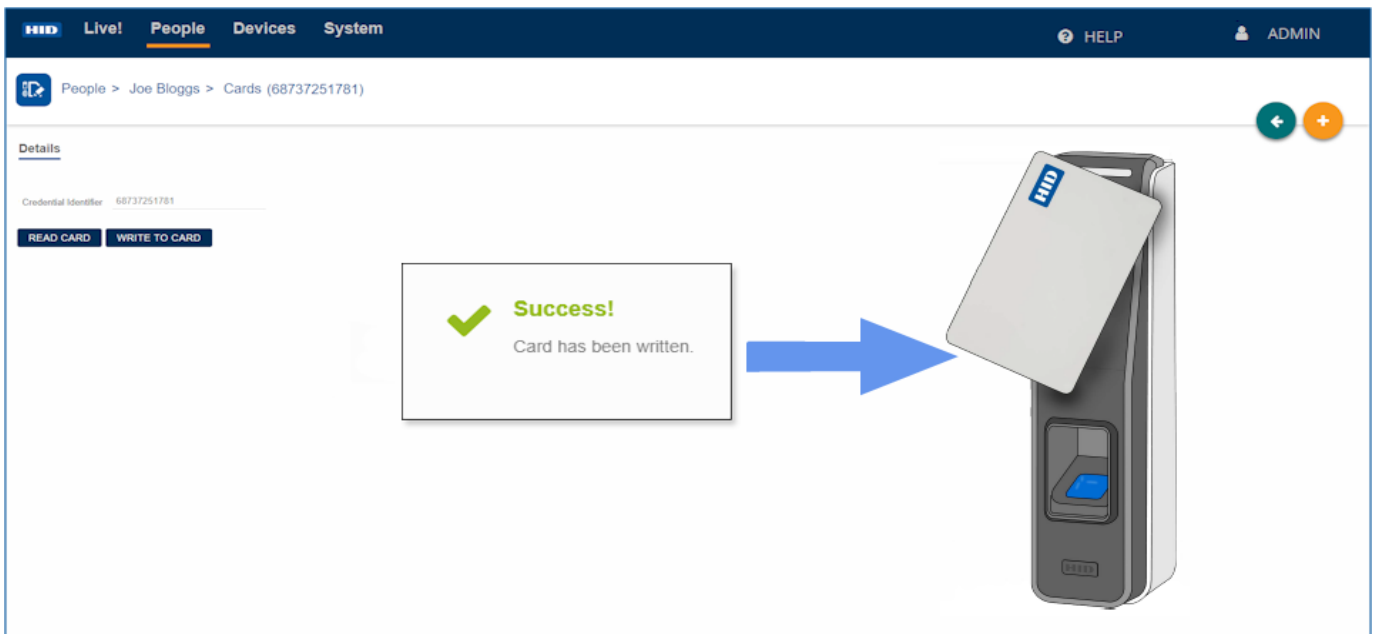 HID Live! People Devices System HELP ADMIN
People > Joe Bloggs > Cards (68737251781)
Details
Credential Identifier 68737251781
READ CARD WRITE TO CARD
Success!
Card has been written.
HID
HID